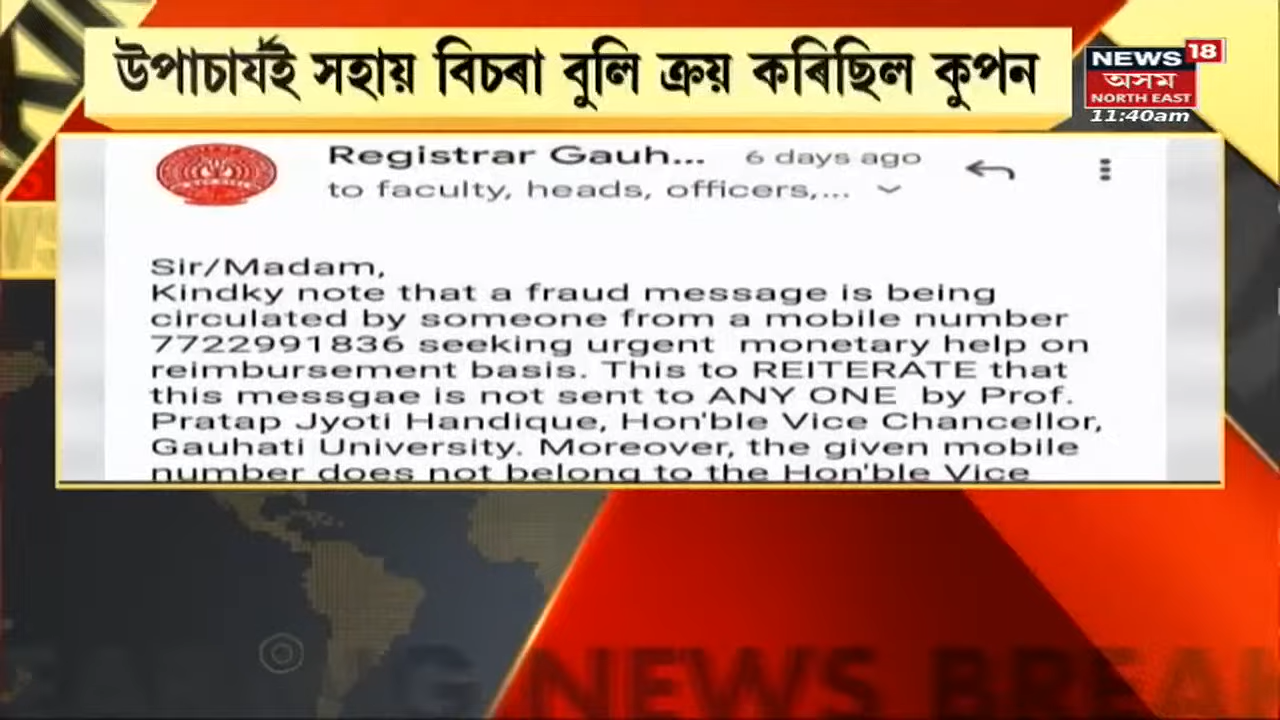 উপাচাৰ্যই সহায় বিচৰা বুলি ক্ৰয় কৰিছিল কুপন
NEWS 18
অসম
NORTH EAST
11:40am
Registrar Gauh... 6 days ago
to faculty, heads, officers,...
Sir/Madam,
Kindky note that a fraud message is being
circulated by someone from a mobile number
7722991836 seeking urgent monetary help on
reimbursement basis. This to REITERATE that
this messgae is not sent to ANY ONE by Prof.
Pratap Jyoti Handique, Hon'ble Vice Chancellor,
Gauhati University. Moreover, the given mobile
number does not belong to the Hon'ble Vice
NEWS BREAK